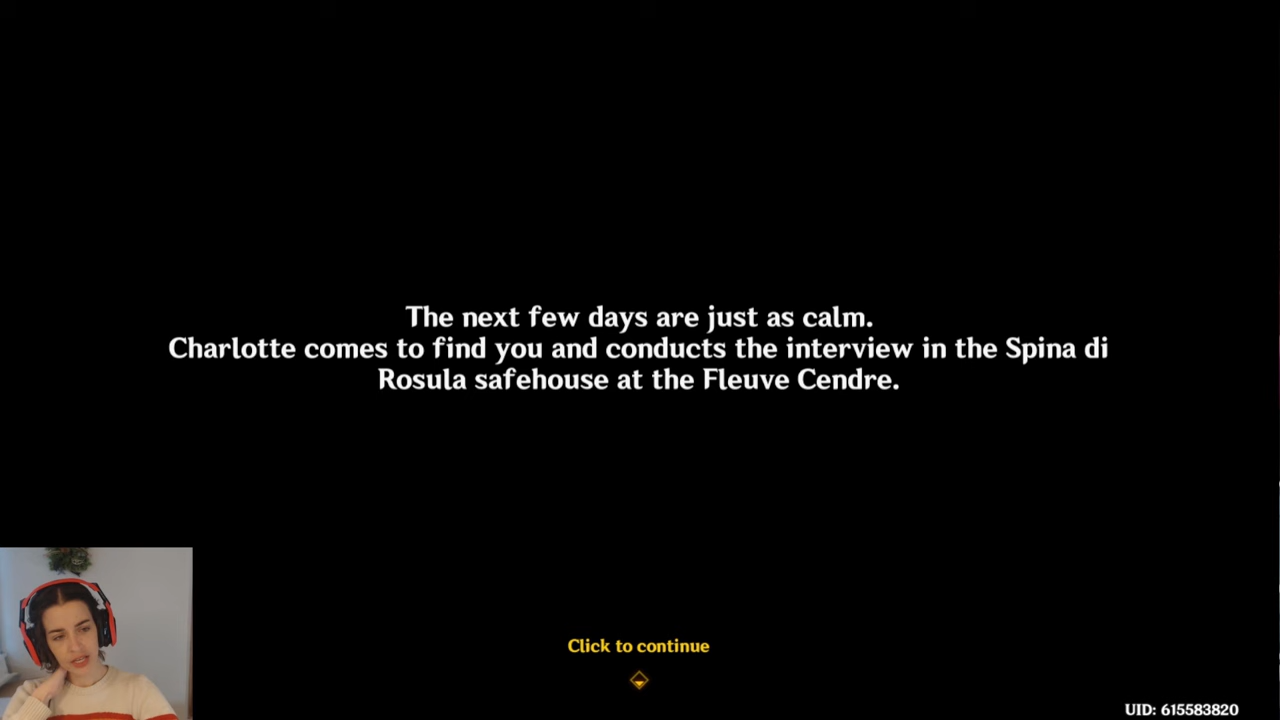 The next few days are just as calm.
Charlotte comes to find you and conducts the interview in the Spina di
Rosula safehouse at the Fleuve Cendre.
Click to continue
UID: 615583820